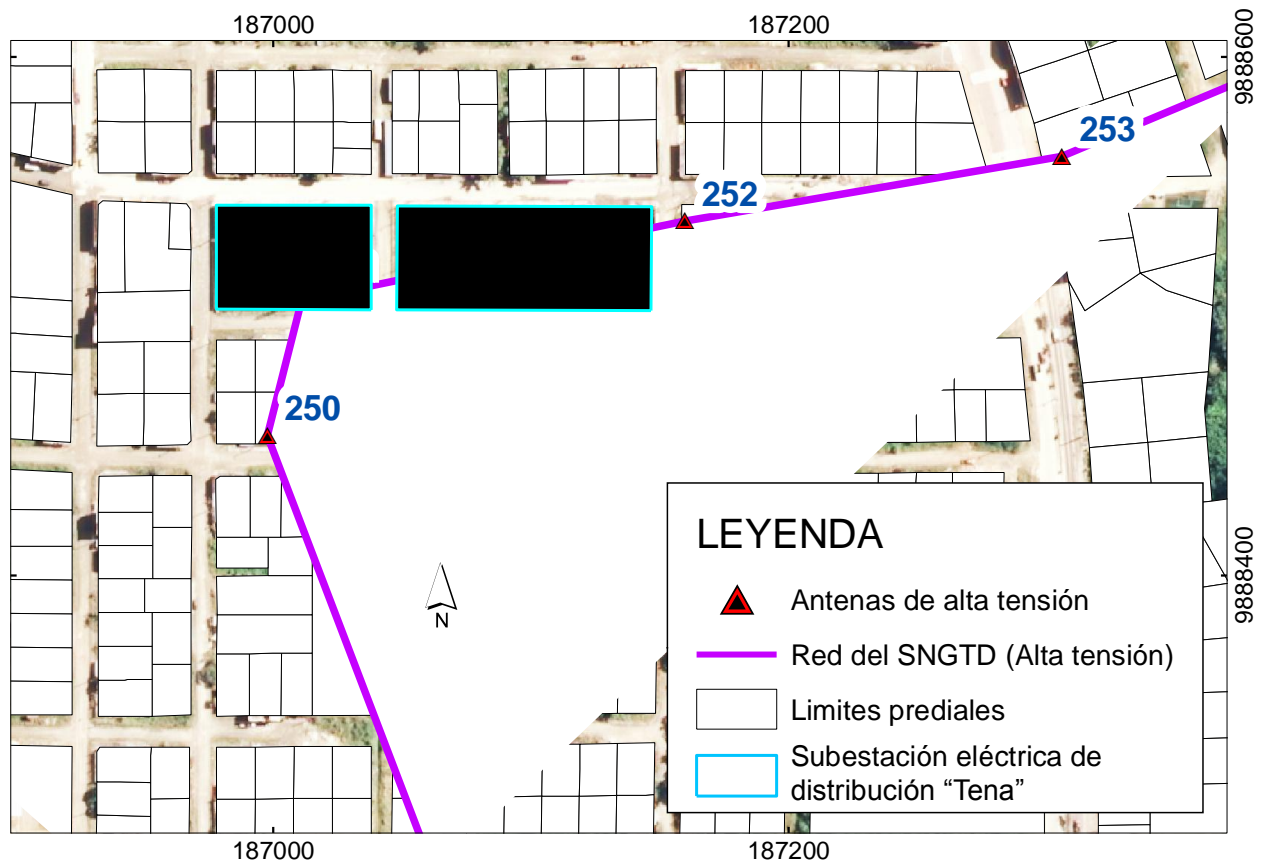 187000
187200
9888600
253
252
250
9888400
LEYENDA
Antenas de alta tensión
Red del SNGTD (Alta tensión)
Limites prediales
Subestación eléctrica de
distribución “Tena”
N
187000
187200